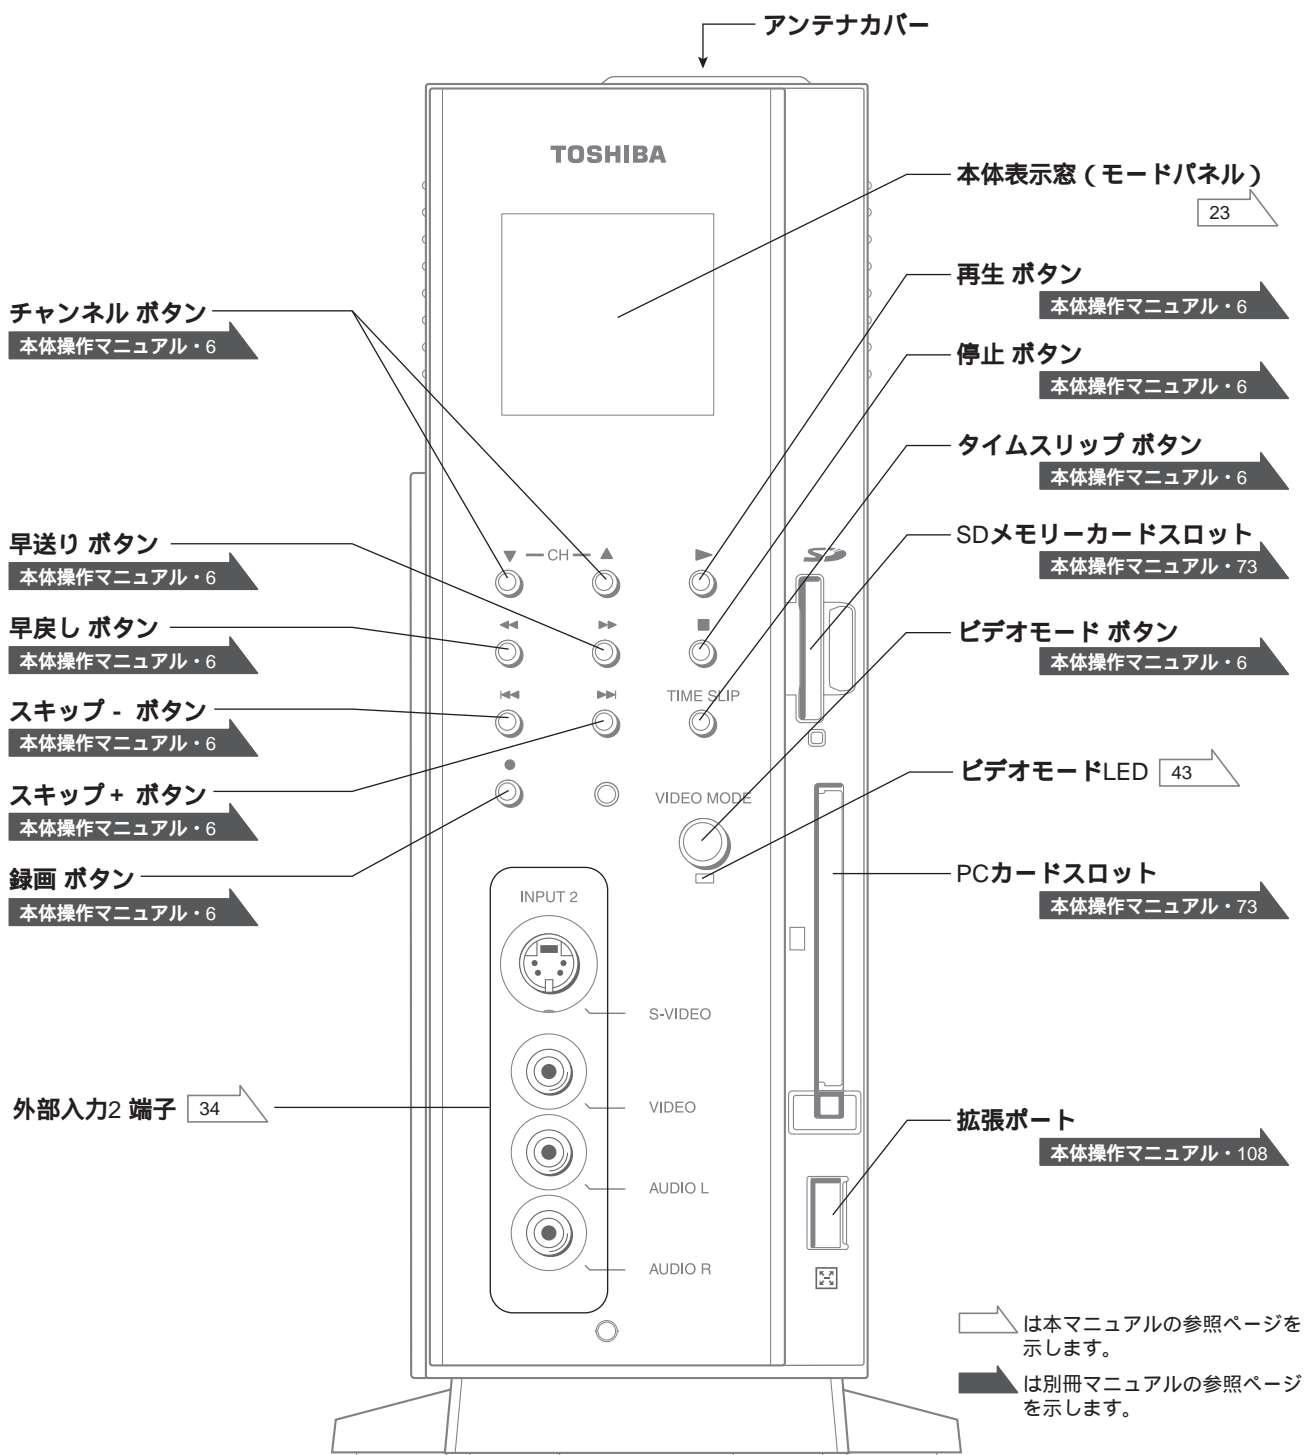 アンテナカバー
TOSHIBA
本体表示窓（モードパネル）
23
再生 ボタン
本体操作マニュアル・6
停止 ボタン
本体操作マニュアル・6
タイムスリップ ボタン
本体操作マニュアル・6
SDメモリーカードスロット
本体操作マニュアル・73
ビデオモード ボタン
本体操作マニュアル・6
ビデオモードLED 43
PCカードスロット
本体操作マニュアル・73
拡張ポート
本体操作マニュアル・108
チャンネル ボタン
本体操作マニュアル・6
早送り ボタン
本体操作マニュアル・6
早戻し ボタン
本体操作マニュアル・6
スキップ - ボタン
本体操作マニュアル・6
スキップ + ボタン
本体操作マニュアル・6
録画 ボタン
本体操作マニュアル・6
外部入力2 端子 34
▼ — CH — ▲ ▶
SD
◀◀ ▶▶ ■
|◀◀ ▶▶| TIME SLIP
●
VIDEO MODE
INPUT 2
S-VIDEO
VIDEO
AUDIO L
AUDIO R
は本マニュアルの参照ページを
示します。
は別冊マニュアルの参照ページ
を示します。